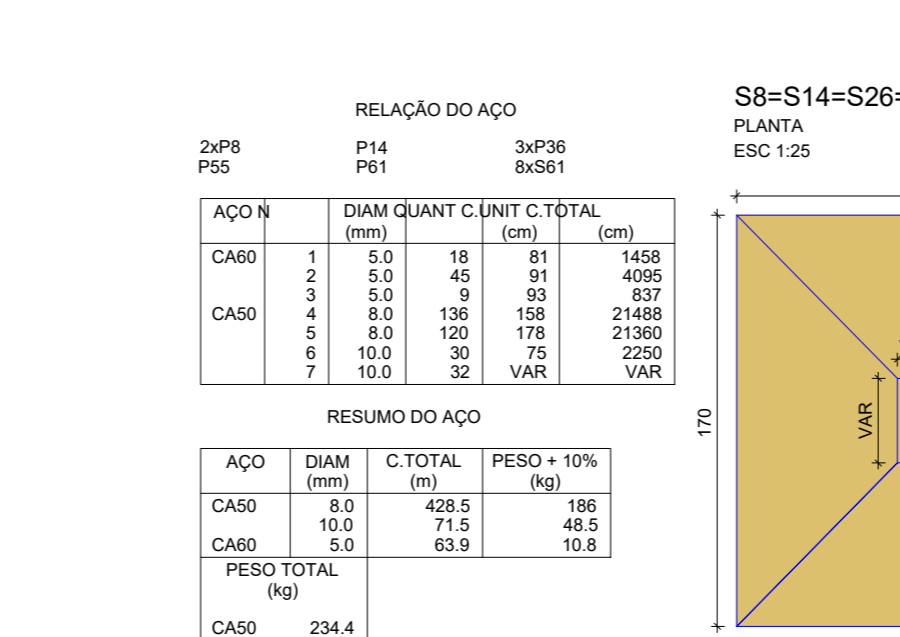 RELAÇÃO DO AÇO
2xP8 P14 3xP36
P55 P61 8xS61
AÇO N DIAM QUANT C.UNIT C.TOTAL
(mm) (cm) (cm)
CA60 1 5.0 18 81 1458
2 5.0 45 91 4095
3 5.0 9 93 837
CA50 4 8.0 136 158 21488
5 8.0 120 178 21360
6 10.0 30 75 2250
7 10.0 32 VAR VAR
RESUMO DO AÇO
AÇO DIAM C.TOTAL PESO + 10%
(mm) (m) (kg)
CA50 8.0 428.5 186
10.0 71.5 48.5
CA60 5.0 63.9 10.8
PESO TOTAL
(kg)
CA50 234.4
S8=S14=S26=
PLANTA
ESC 1:25
170
VAR